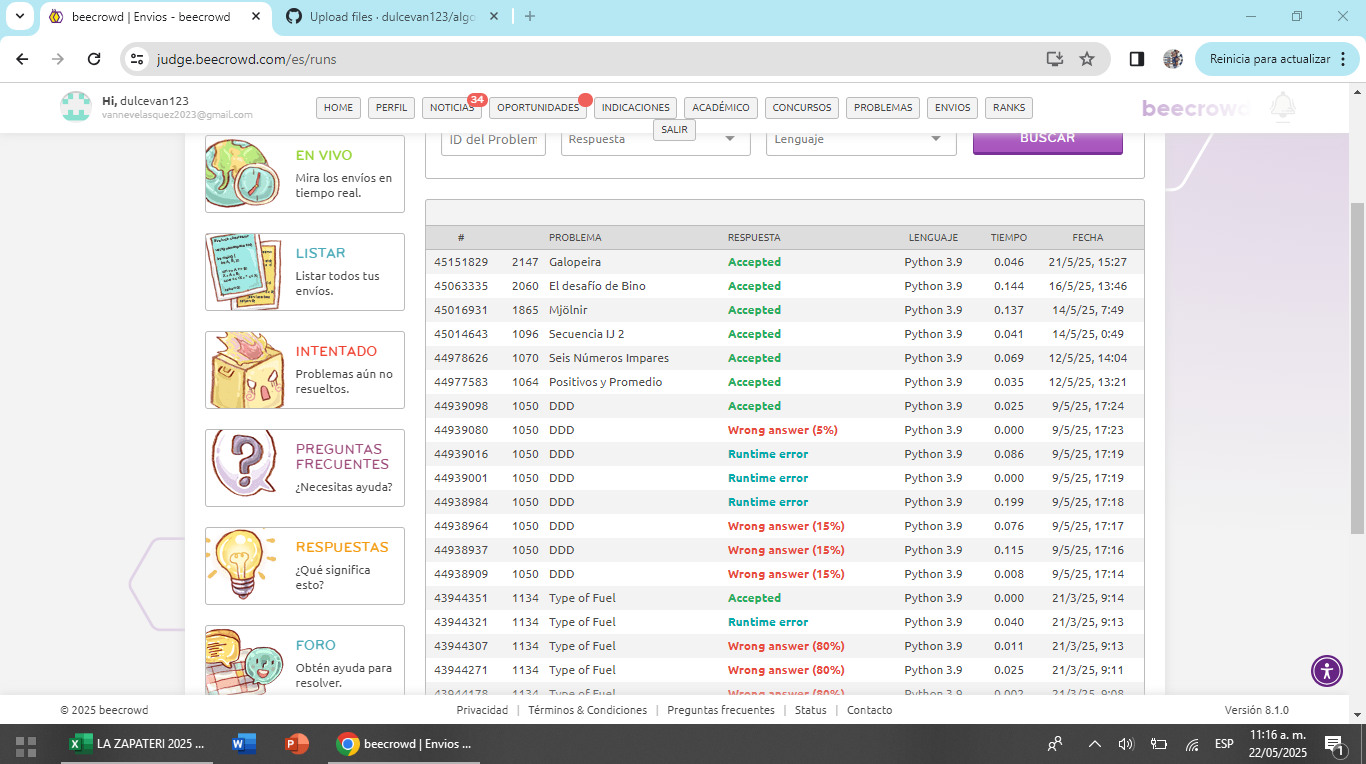 beecrowd | Envios - beecrowd
Upload files · dulcevan123/algo
judge.beecrowd.com/es/runs
Reinicia para actualizar
Hi, dulcevan123
vannevelasquez2023@gmail.com
HOME PERFIL NOTICIAS 34 OPORTUNIDADES INDICACIONES ACADÉMICO CONCURSOS PROBLEMAS ENVIOS RANKS
SALIR
beecrowd
ID del Problem Respuesta Lenguaje BUSCAR
EN VIVO
Mira los envíos en
tiempo real.
LISTAR
Listar todos tus
envíos.
INTENTADO
Problemas aún no
resueltos.
PREGUNTAS
FRECUENTES
¿Necesitas ayuda?
RESPUESTAS
¿Qué significa
esto?
FORO
Obtén ayuda para
resolver.
# PROBLEMA RESPUESTA LENGUAJE TIEMPO FECHA
45151829 2147 Galopeira Accepted Python 3.9 0.046 21/5/25, 15:27
45063335 2060 El desafío de Bino Accepted Python 3.9 0.144 16/5/25, 13:46
45016931 1865 Mjölnir Accepted Python 3.9 0.137 14/5/25, 7:49
45014643 1096 Secuencia IJ 2 Accepted Python 3.9 0.041 14/5/25, 0:49
44978626 1070 Seis Números Impares Accepted Python 3.9 0.069 12/5/25, 14:04
44977583 1064 Positivos y Promedio Accepted Python 3.9 0.035 12/5/25, 13:21
44939098 1050 DDD Accepted Python 3.9 0.025 9/5/25, 17:24
44939080 1050 DDD Wrong answer (5%) Python 3.9 0.000 9/5/25, 17:23
44939016 1050 DDD Runtime error Python 3.9 0.086 9/5/25, 17:19
44939001 1050 DDD Runtime error Python 3.9 0.000 9/5/25, 17:19
44938984 1050 DDD Runtime error Python 3.9 0.199 9/5/25, 17:18
44938964 1050 DDD Wrong answer (15%) Python 3.9 0.076 9/5/25, 17:17
44938937 1050 DDD Wrong answer (15%) Python 3.9 0.115 9/5/25, 17:16
44938909 1050 DDD Wrong answer (15%) Python 3.9 0.008 9/5/25, 17:14
43944351 1134 Type of Fuel Accepted Python 3.9 0.000 21/3/25, 9:14
43944321 1134 Type of Fuel Runtime error Python 3.9 0.040 21/3/25, 9:13
43944307 1134 Type of Fuel Wrong answer (80%) Python 3.9 0.011 21/3/25, 9:13
43944271 1134 Type of Fuel Wrong answer (80%) Python 3.9 0.025 21/3/25, 9:11
43944178 1134 Type of Fuel Wrong answer (80%) Python 3.9 0.002 21/3/25, 9:08
© 2025 beecrowd Privacidad | Términos & Condiciones | Preguntas frecuentes | Status | Contacto Versión 8.1.0
LA ZAPATERI 2025 ...
beecrowd | Envios ...
ESP
11:16 a. m.
22/05/2025
1